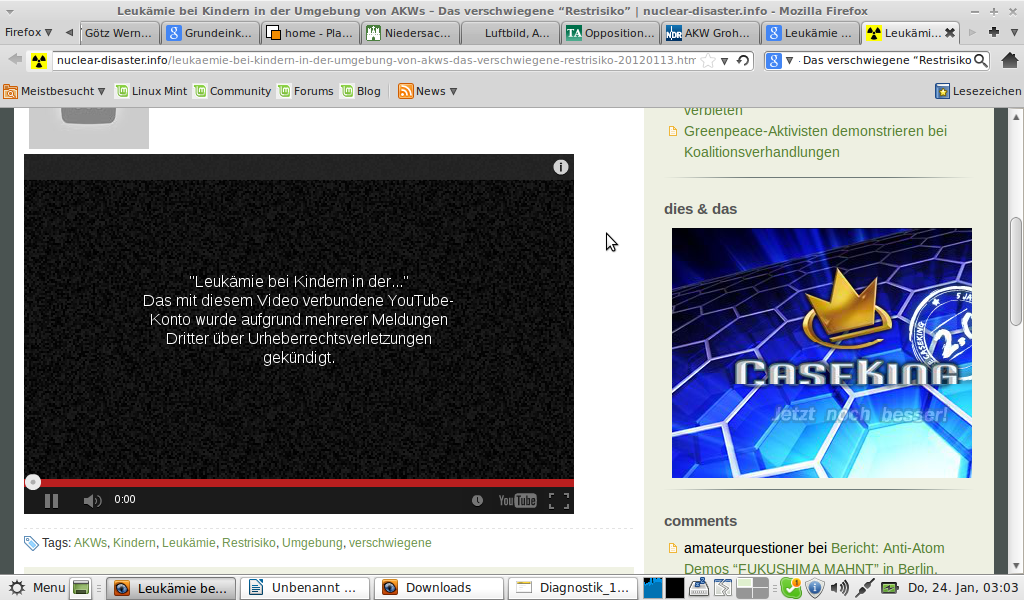 Leukämie bei Kindern in der Umgebung von AKWs – Das verschwiegene “Restrisiko” | nuclear-disaster.info - Mozilla Firefox
Firefox
Götz Wern...
Grundeink...
home - Pla...
Niedersac...
Luftbild, A...
Opposition...
AKW Groh...
Leukämie ...
Leukämi...
nuclear-disaster.info/leukaemie-bei-kindern-in-der-umgebung-von-akws-das-verschwiegene-restrisiko-20120113.htm
Das verschwiegene “Restrisiko
Meistbesucht
Linux Mint
Community
Forums
Blog
News
Lesezeichen
verbieten
Greenpeace-Aktivisten demonstrieren bei
Koalitionsverhandlungen
"Leukämie bei Kindern in der..."
Das mit diesem Video verbundene YouTube-
Konto wurde aufgrund mehrerer Meldungen
Dritter über Urheberrechtsverletzungen
gekündigt.
0:00
YouTube
Tags: AKWs, Kindern, Leukämie, Restrisiko, Umgebung, verschwiegene
dies & das
5 JA
2.0
CASEKING
Jetzt noch besser!
comments
amateurquestioner bei Bericht: Anti-Atom
Demos “FUKUSHIMA MAHNT” in Berlin,
Menu
Leukämie be...
Unbenannt ...
Downloads
Diagnostik_1...
Do, 24. Jan, 03:03